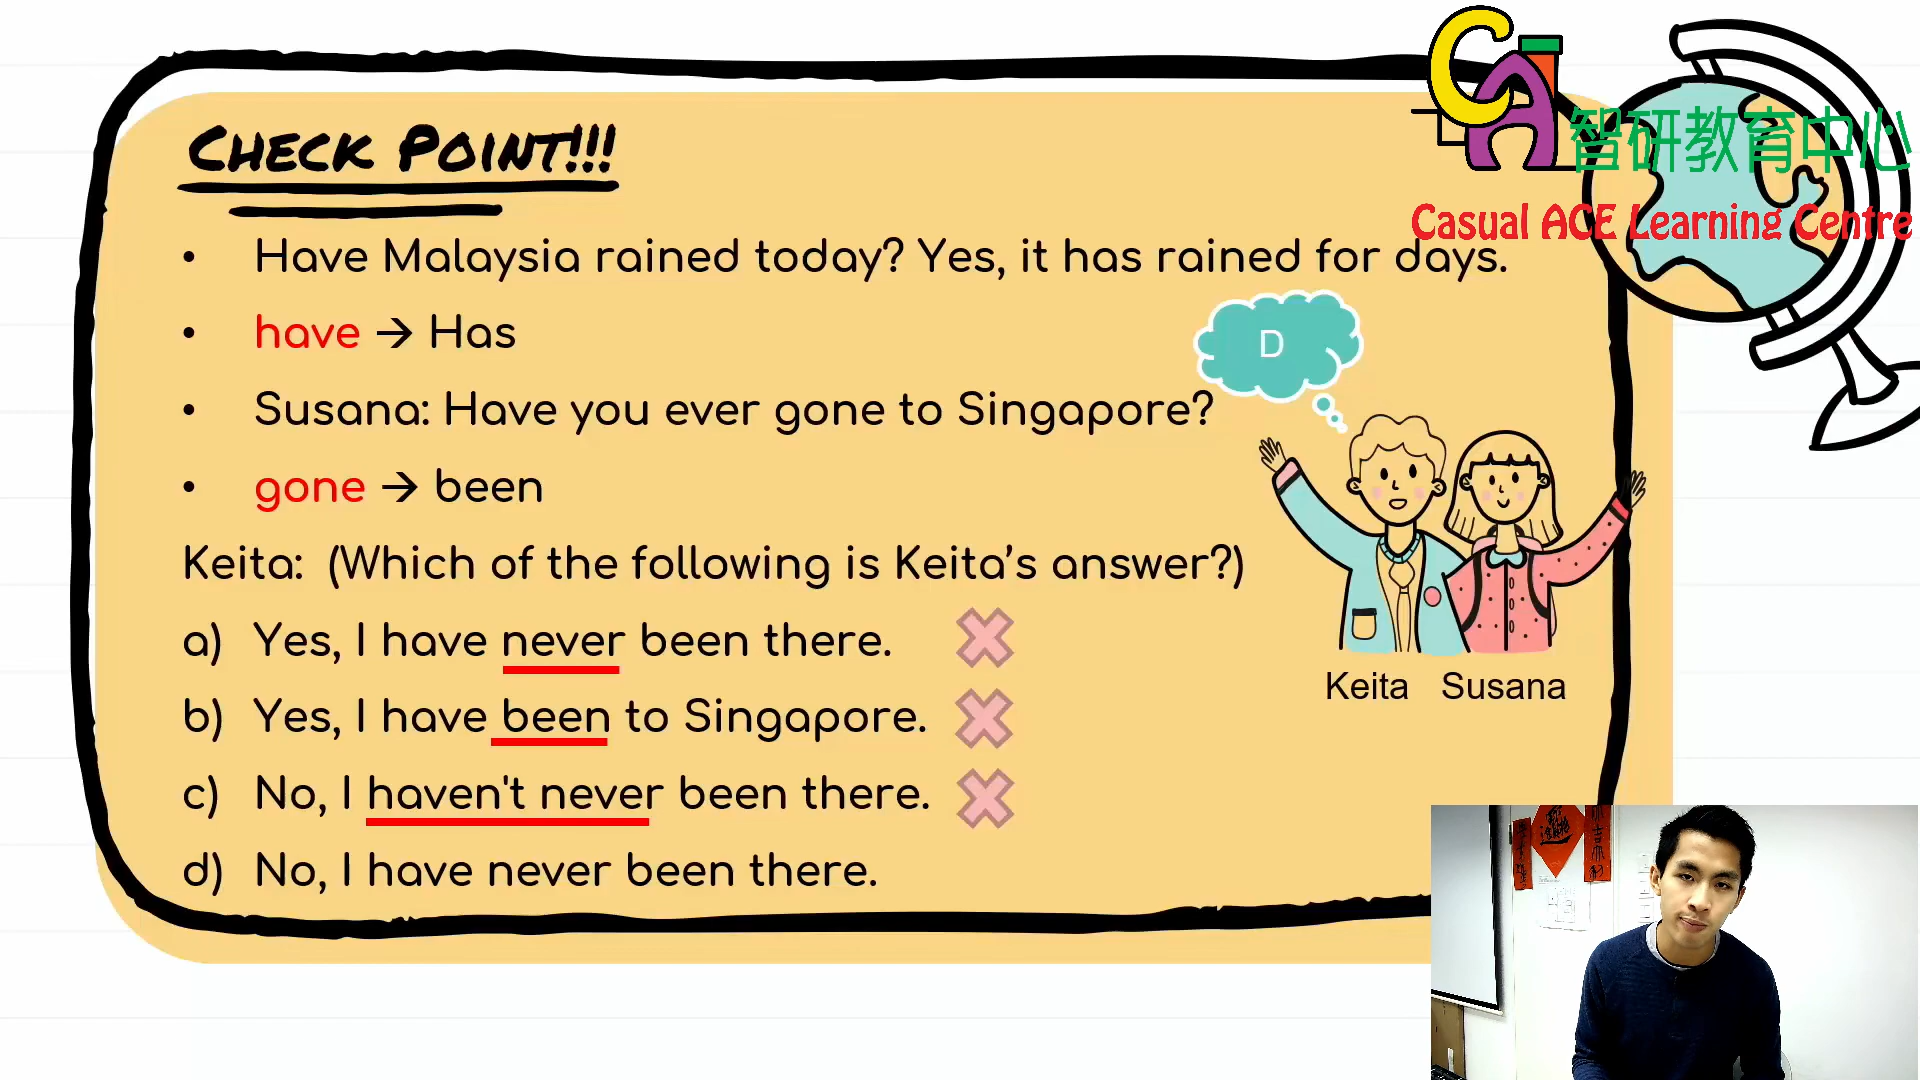 CHECK POINT!!!
智研教育中心
Casual ACE Learning Centre
• Have Malaysia rained today? Yes, it has rained for days.
• have → Has
D
• Susana: Have you ever gone to Singapore?
• gone → been
Keita: (Which of the following is Keita’s answer?)
a) Yes, I have never been there.
Keita Susana
b) Yes, I have been to Singapore.
c) No, I haven't never been there.
d) No, I have never been there.